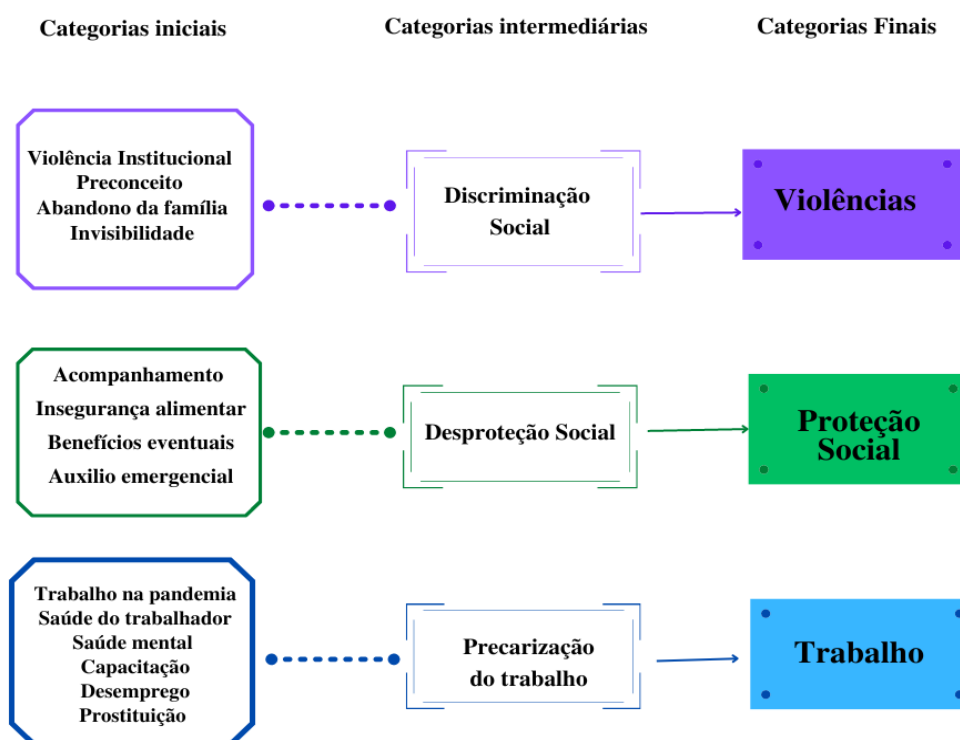 Categorias iniciais
Categorias intermediárias
Categorias Finais
Violência Institucional
Preconceito
Abandono da família
Invisibilidade
Discriminação
Social
Violências
Acompanhamento
Insegurança alimentar
Benefícios eventuais
Auxilio emergencial
Desproteção Social
Proteção
Social
Trabalho na pandemia
Saúde do trabalhador
Saúde mental
Capacitação
Desemprego
Prostituição
Precarização
do trabalho
Trabalho